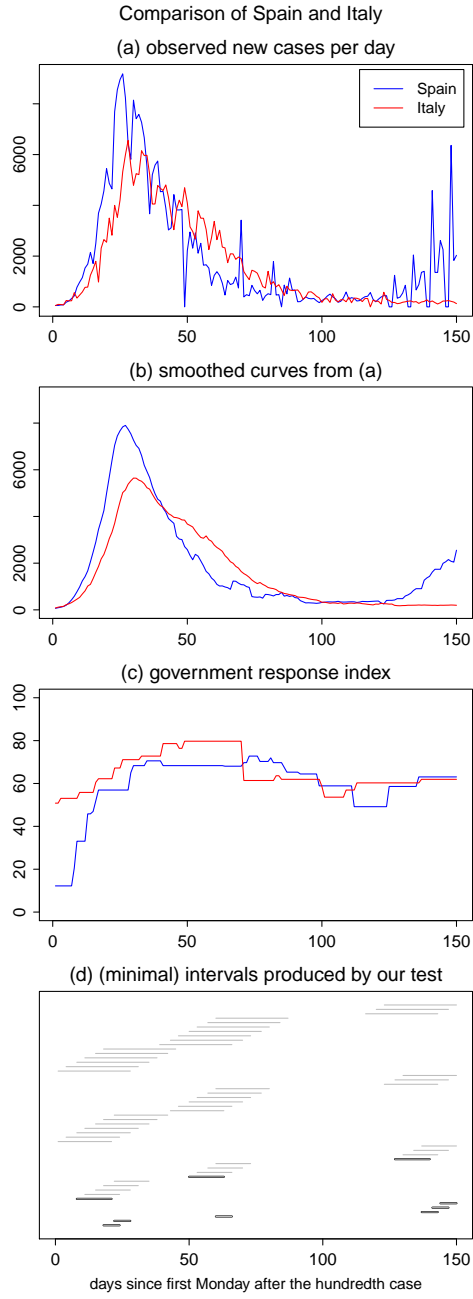 Comparison of Spain and Italy
(a) observed new cases per day
Spain
Italy
6000
2000
0
0 50 100 150
(b) smoothed curves from (a)
6000
2000
0
0 50 100 150
(c) government response index
100
80
60
40
20
0
0 50 100 150
(d) (minimal) intervals produced by our test
0 50 100 150
days since first Monday after the hundredth case